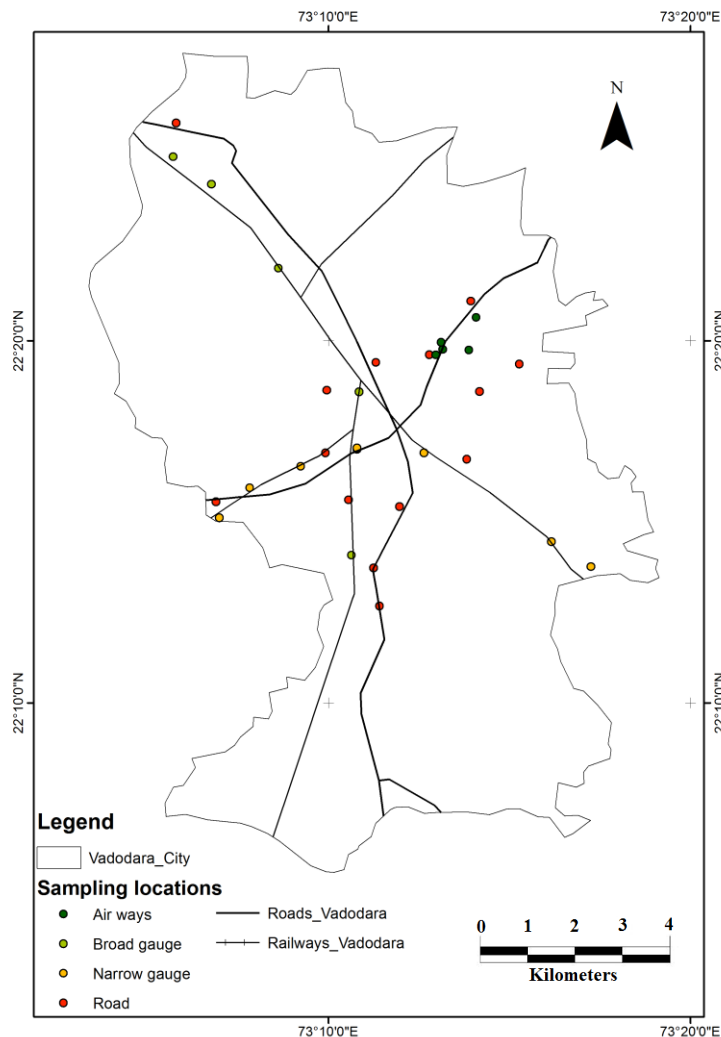 73°10'0"E 73°20'0"E
N
22°20'0"N 22°20'0"N
22°10'0"N 22°10'0"N
Legend
Vadodara_City
Sampling locations
Air ways Roads_Vadodara
Broad gauge Railways_Vadodara
Narrow gauge
Road
0 1 2 3 4
Kilometers
73°10'0"E 73°20'0"E